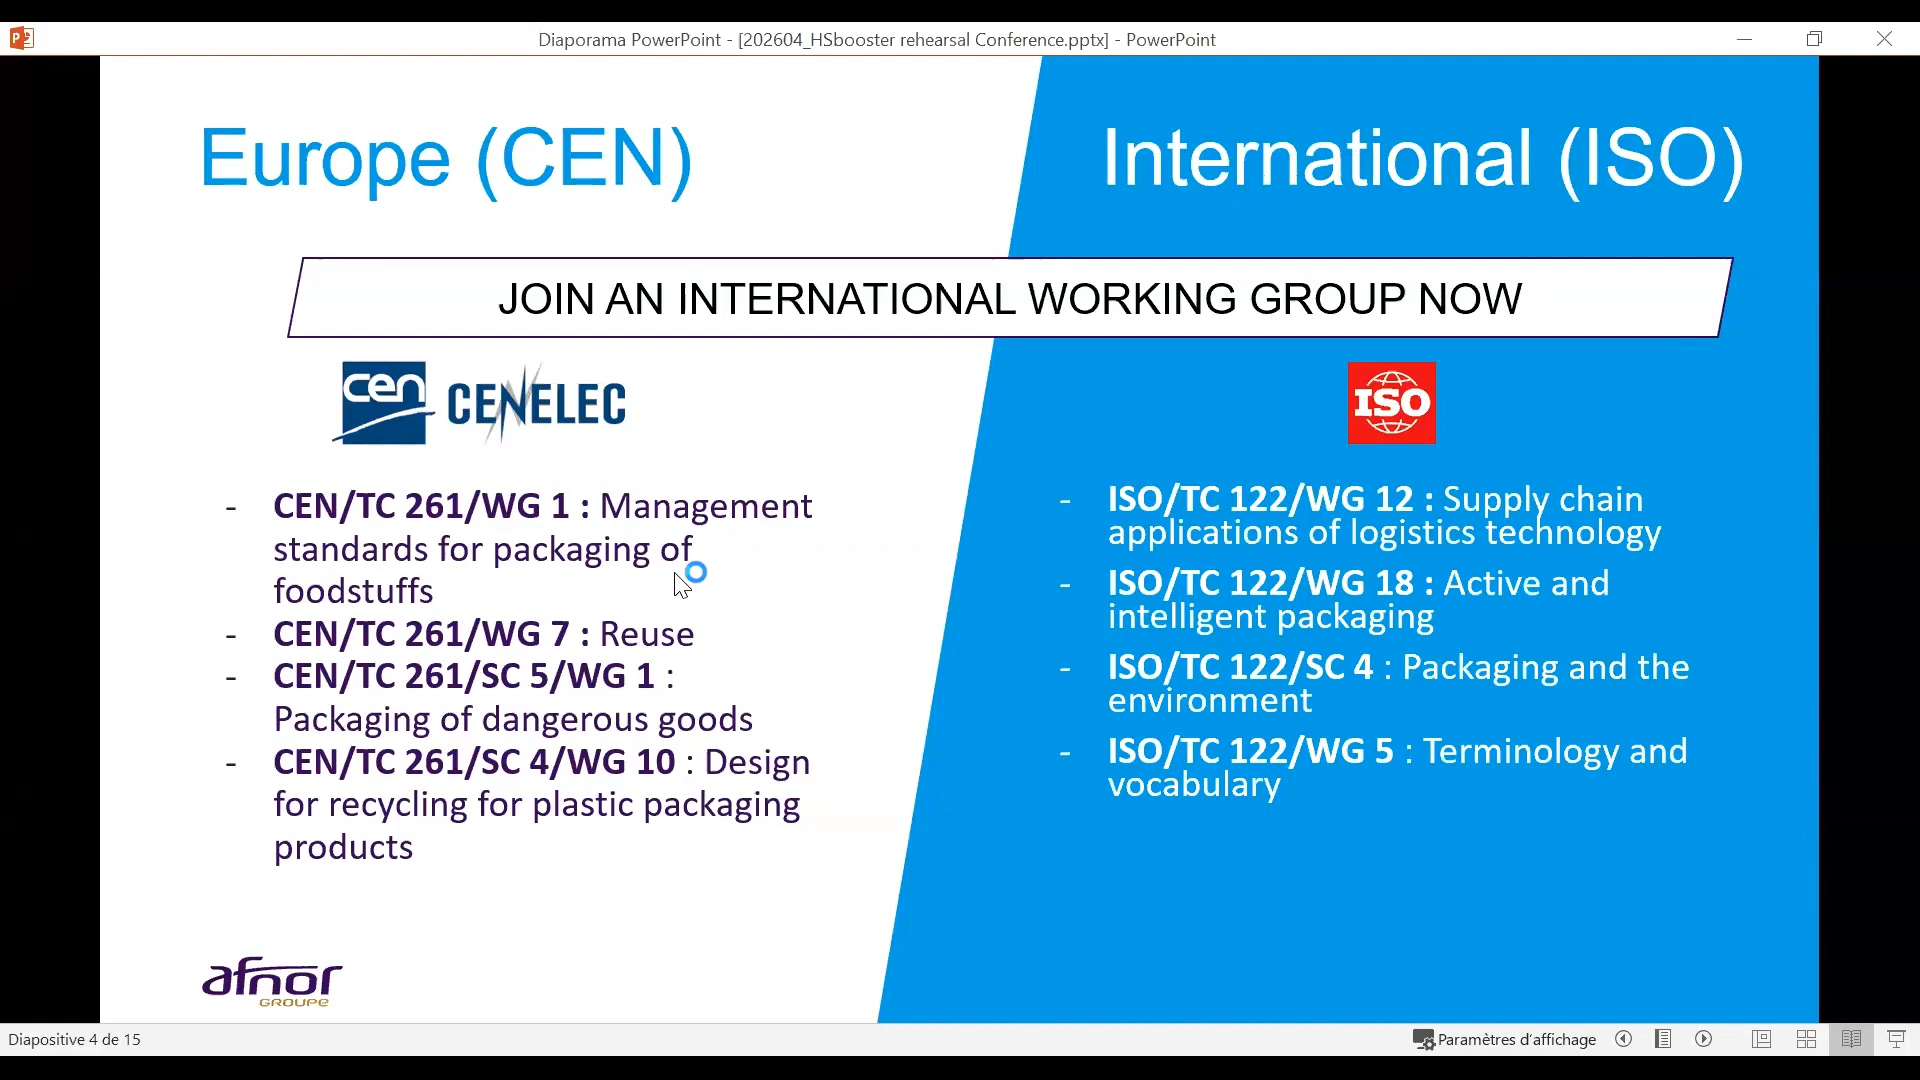 Diaporama PowerPoint - [202604_HSbooster rehearsal Conference.pptx] - PowerPoint
Europe (CEN)
International (ISO)
JOIN AN INTERNATIONAL WORKING GROUP NOW
cen CENELEC
ISO
- CEN/TC 261/WG 1 : Management
standards for packaging of
foodstuffs
- CEN/TC 261/WG 7 : Reuse
- CEN/TC 261/SC 5/WG 1 :
Packaging of dangerous goods
- CEN/TC 261/SC 4/WG 10 : Design
for recycling for plastic packaging
products
- ISO/TC 122/WG 12 : Supply chain
applications of logistics technology
- ISO/TC 122/WG 18 : Active and
intelligent packaging
- ISO/TC 122/SC 4 : Packaging and the
environment
- ISO/TC 122/WG 5 : Terminology and
vocabulary
afnor
GROUPE
Diapositive 4 de 15
Paramètres d'affichage